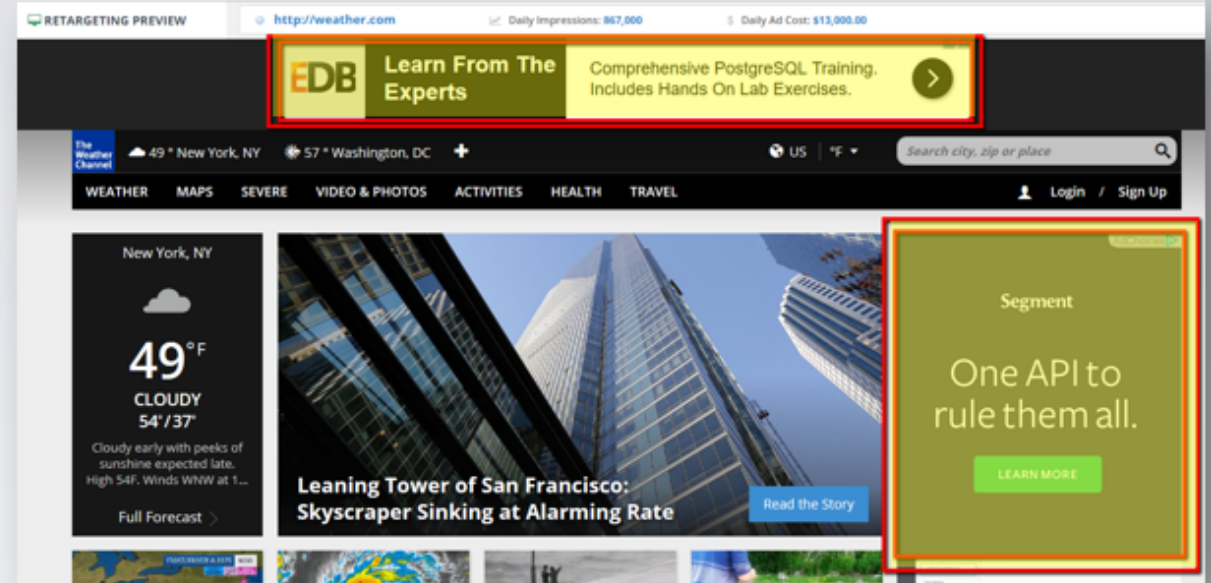 RETARGETING PREVIEW http://weather.com Daily Impressions: 867,000 $ Daily Ad Cost: $13,000.00
EDB
Learn From The
Experts
Comprehensive PostgreSQL Training.
Includes Hands On Lab Exercises.
The
Weather
Channel
49 ° New York, NY 57 ° Washington, DC + US °F
Search city, zip or place
WEATHER MAPS SEVERE VIDEO & PHOTOS ACTIVITIES HEALTH TRAVEL Login / Sign Up
New York, NY
49°F
CLOUDY
54°/37°
Cloudy early with peeks of
sunshine expected late.
High 54F. Winds WNW at 1...
Full Forecast
Leaning Tower of San Francisco:
Skyscraper Sinking at Alarming Rate
Read the Story
AdChoices
Segment
One API to
rule them all.
LEARN MORE